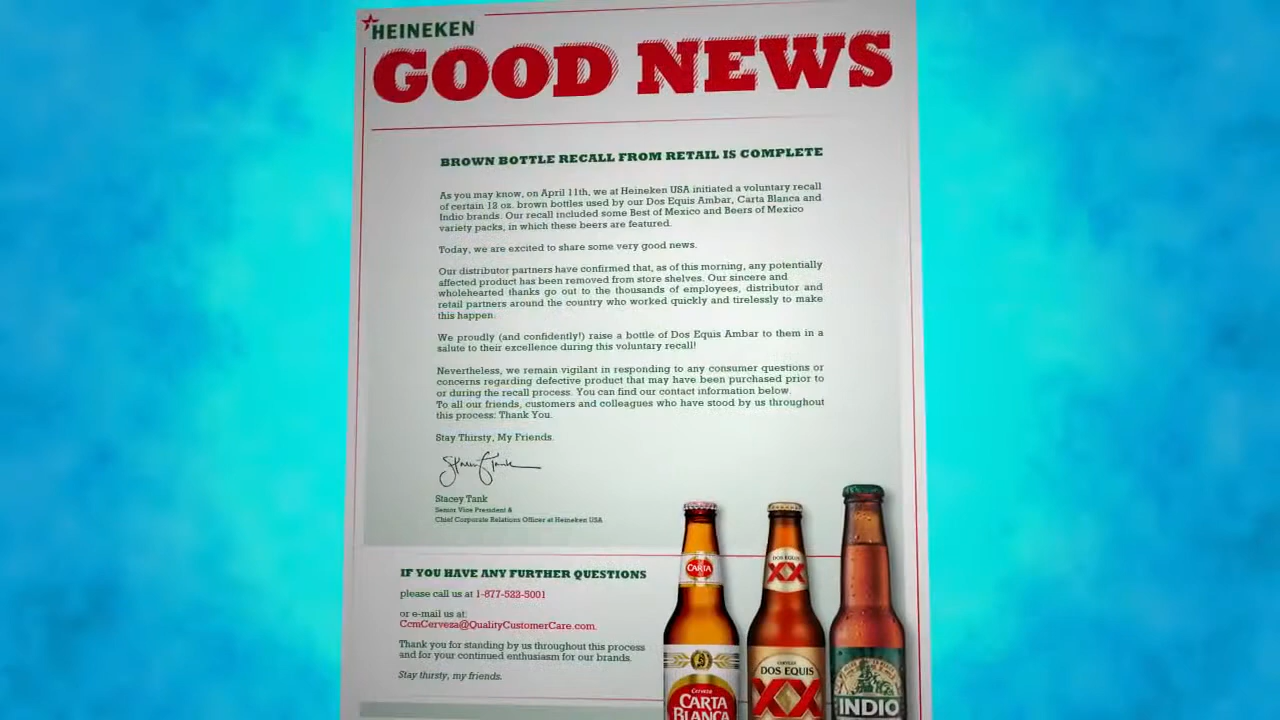 HEINEKEN
GOOD NEWS
BROWN BOTTLE RECALL FROM RETAIL IS COMPLETE
As you may know, on April 11th, we at Heineken USA initiated a voluntary recall
of certain 12 oz. brown bottles used by our Dos Equis Ambar, Carta Blanca and
Indio brands. Our recall included some Best of Mexico and Beers of Mexico
variety packs, in which these beers are featured.
Today, we are excited to share some very good news.
Our distributor partners have confirmed that, as of this morning, any potentially
affected product has been removed from store shelves. Our sincere and
wholehearted thanks go out to the thousands of employees, distributor and
retail partners around the country who worked quickly and tirelessly to make
this happen.
We proudly (and confidently!) raise a bottle of Dos Equis Ambar to them in a
salute to their excellence during this voluntary recall!
Nevertheless, we remain vigilant in responding to any consumer questions or
concerns regarding defective product that may have been purchased prior to
or during the recall process. You can find our contact information below.
To all our friends, customers and colleagues who have stood by us throughout
this process: Thank You.
Stay Thirsty, My Friends.
Stacey Tank
Senior Vice President &
Chief Corporate Relations Officer at Heineken USA
IF YOU HAVE ANY FURTHER QUESTIONS
please call us at 1-877-522-5001
or e-mail us at:
CcmCerveza@QualityCustomerCare.com.
Thank you for standing by us throughout this process
and for your continued enthusiasm for our brands.
Stay thirsty, my friends.
CARTA
DOS EQUIS
XX
Cerveza
CARTA
BLANCA
DOS EQUIS
XX
INDIO